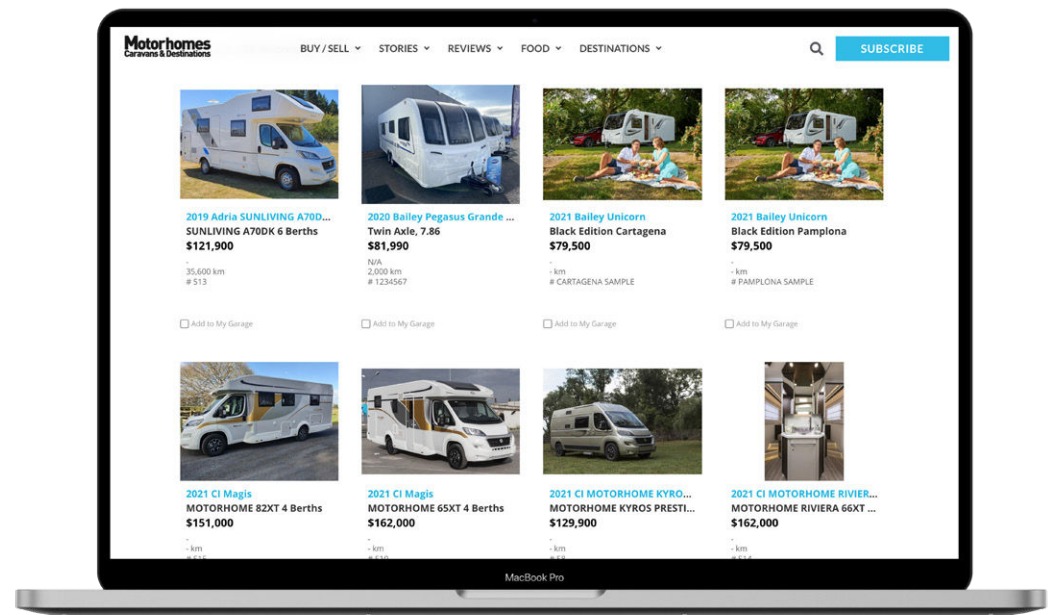 Motorhomes
Caravans & Destinations
BUY / SELL
STORIES
REVIEWS
FOOD
DESTINATIONS
SUBSCRIBE
2019 Adria SUNLIVING A70D...
SUNLIVING A70DK 6 Berths
$121,900
-
35,600 km
# 513
Add to My Garage
2020 Bailey Pegasus Grande ...
Twin Axle, 7.86
$81,990
N/A
2,000 km
# 1234567
Add to My Garage
2021 Bailey Unicorn
Black Edition Cartagena
$79,500
-
- km
# CARTAGENA SAMPLE
Add to My Garage
2021 Bailey Unicorn
Black Edition Pamplona
$79,500
-
- km
# PAMPLONA SAMPLE
Add to My Garage
2021 CI Magis
MOTORHOME 82XT 4 Berths
$151,000
-
- km
2021 CI Magis
MOTORHOME 65XT 4 Berths
$162,000
-
- km
2021 CI MOTORHOME KYRO...
MOTORHOME KYROS PRESTI...
$129,900
-
- km
2021 CI MOTORHOME RIVIER...
MOTORHOME RIVIERA 66XT ...
$162,000
-
- km
MacBook Pro